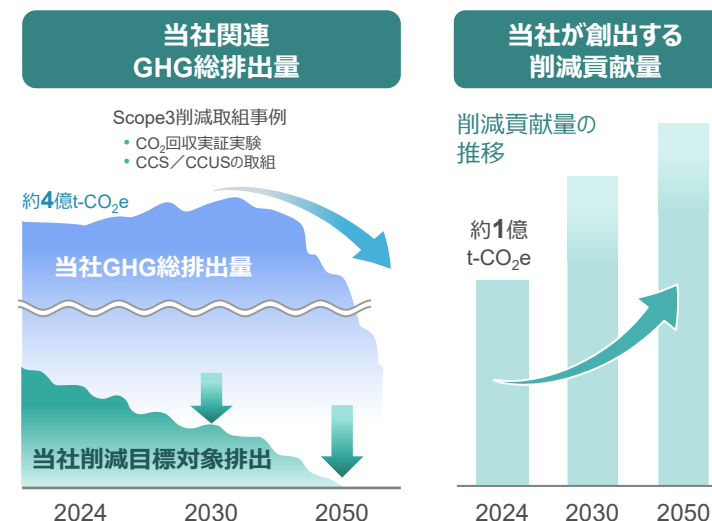 当社関連
GHG総排出量
Scope3削減取組事例
• CO₂回収実証実験
• CCS／CCUSの取組
約4億t-CO₂e
当社GHG総排出量
当社削減目標対象排出
2024 2030 2050
当社が創出する
削減貢献量
削減貢献量の
推移
約1億
t-CO₂e
2024 2030 2050